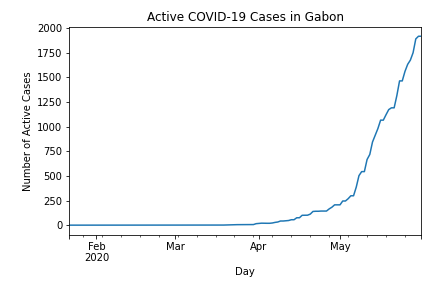 Active COVID-19 Cases in Gabon
Number of Active Cases
2000
1750
1500
1250
1000
750
500
250
0
Feb
2020
Mar
Apr
May
Day